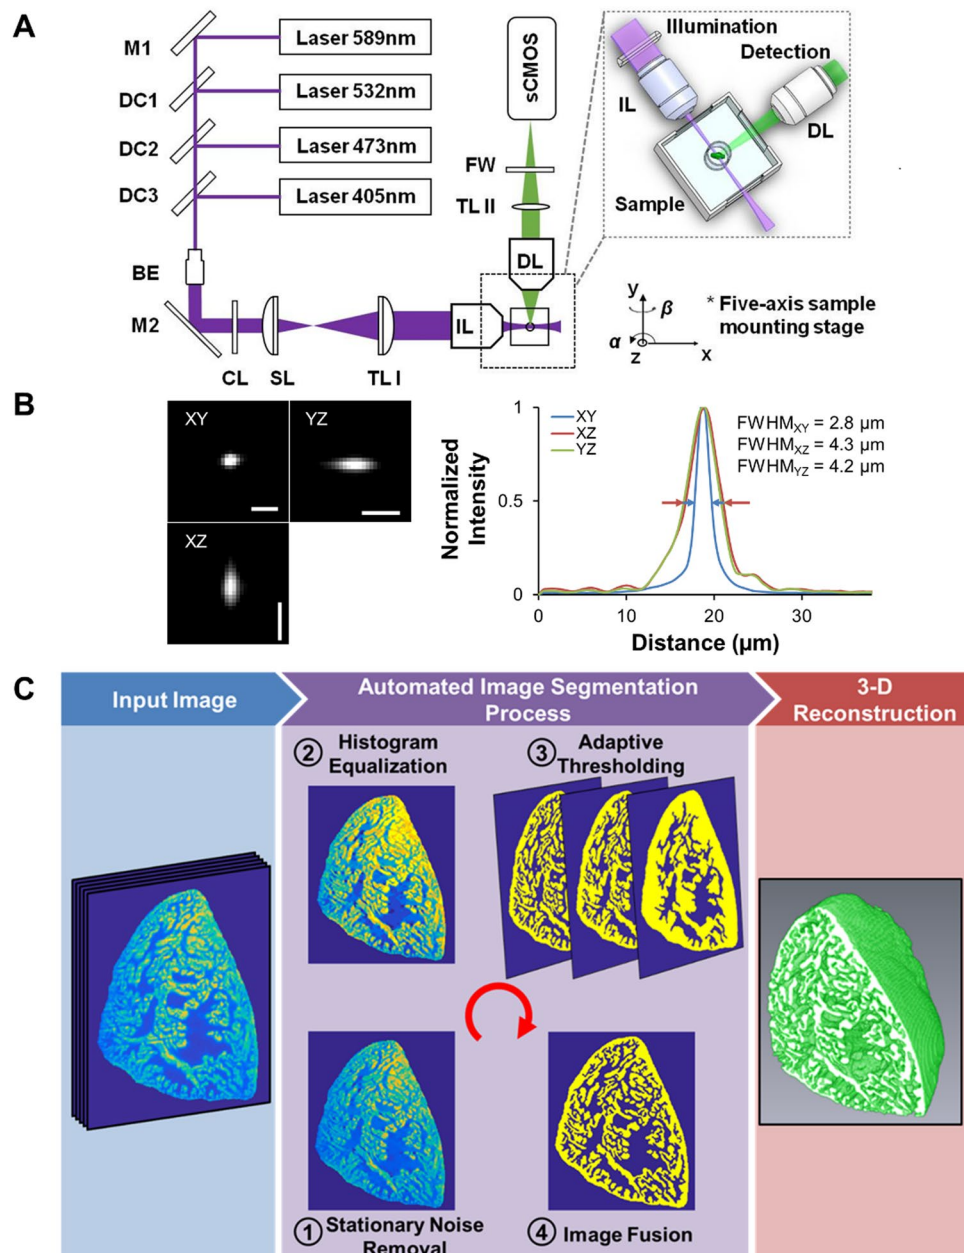 A
M1
Laser 589nm
DC1
Laser 532nm
DC2
Laser 473nm
DC3
Laser 405nm
BE
M2
CL
SL
TL I
IL
sCMOS
FW
TL II
DL
Illumination
Detection
IL
DL
Sample
y
β
α
z
x
* Five-axis sample
mounting stage
B
XY
YZ
XZ
Normalized
Intensity
1
0.5
0
XY
XZ
YZ
FWHMXY = 2.8 µm
FWHMXZ = 4.3 µm
FWHMYZ = 4.2 µm
0
10
20
30
Distance (µm)
C
Input Image
Automated Image Segmentation
Process
3-D
Reconstruction
2 Histogram
Equalization
3 Adaptive
Thresholding
1 Stationary Noise
Removal
4 Image Fusion